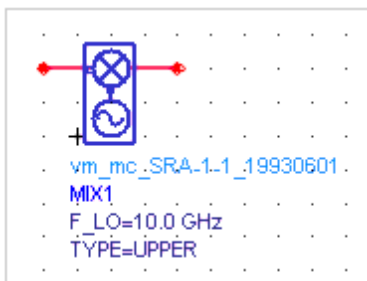 vm_mc_SRA-1-1_19930601
MIX1
F_LO=10.0 GHz
TYPE=UPPER